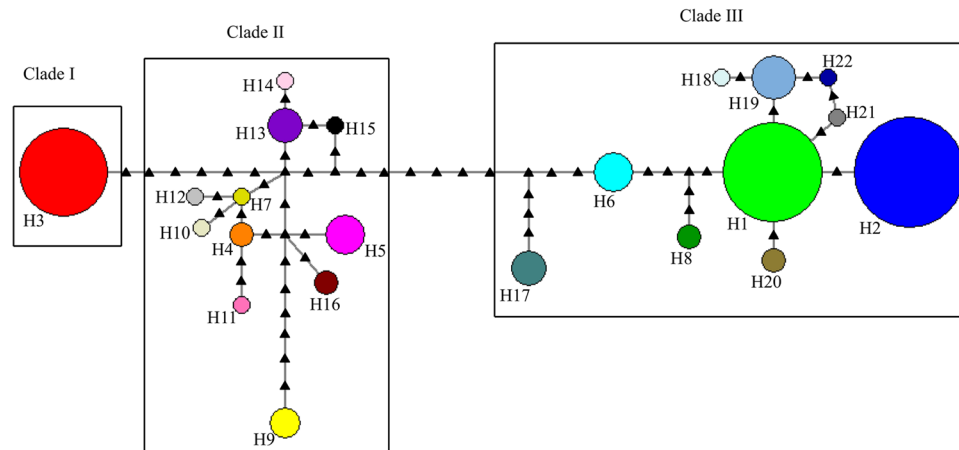 Clade I
Clade II
Clade III
H3
H14
H13
H15
H12
H7
H10
H4
H5
H11
H16
H9
H18
H19
H22
H21
H6
H1
H2
H8
H17
H20